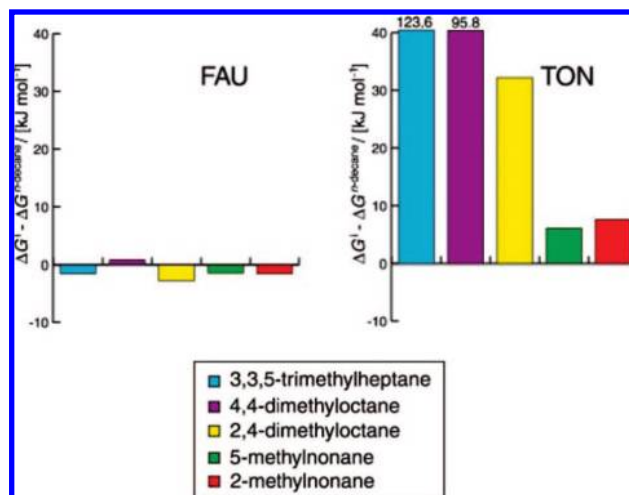 123.6 95.8
FAU
TON
ΔGⁱ - ΔGⁿ⁻ᵈᵉᶜᵃⁿᵉ / [kJ mol⁻¹]
40
30
20
10
0
-10
ΔGⁱ - ΔGⁿ⁻ᵈᵉᶜᵃⁿᵉ / [kJ mol⁻¹]
40
30
20
10
0
-10
3,3,5-trimethylheptane
4,4-dimethyloctane
2,4-dimethyloctane
5-methylnonane
2-methylnonane